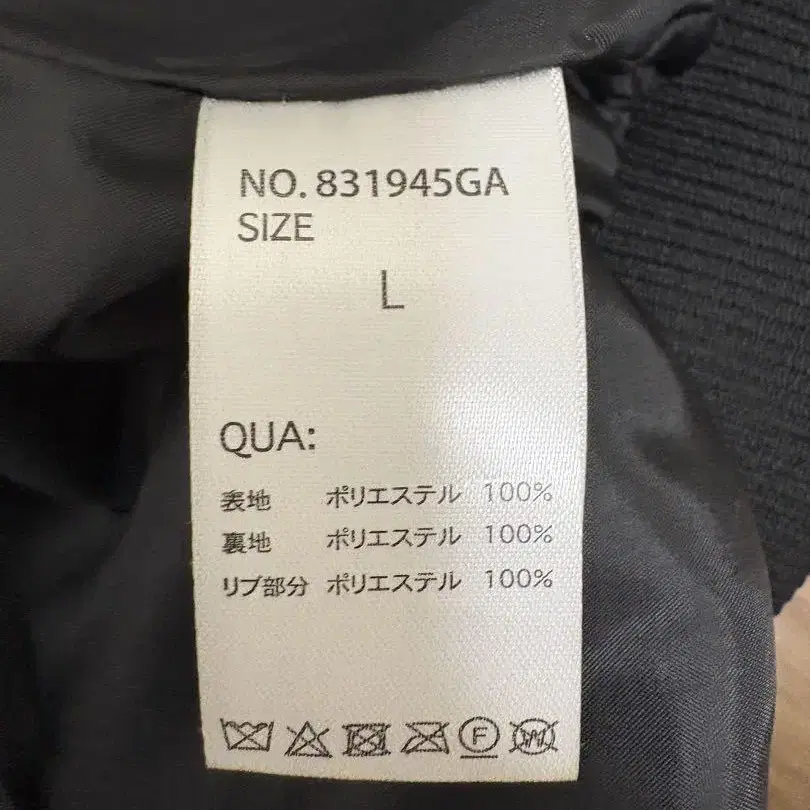 NO. 831945GA
SIZE
L
QUA:
表地 ポリエステル 100%
裏地 ポリエステル 100%
リブ部分 ポリエステル 100%
F W